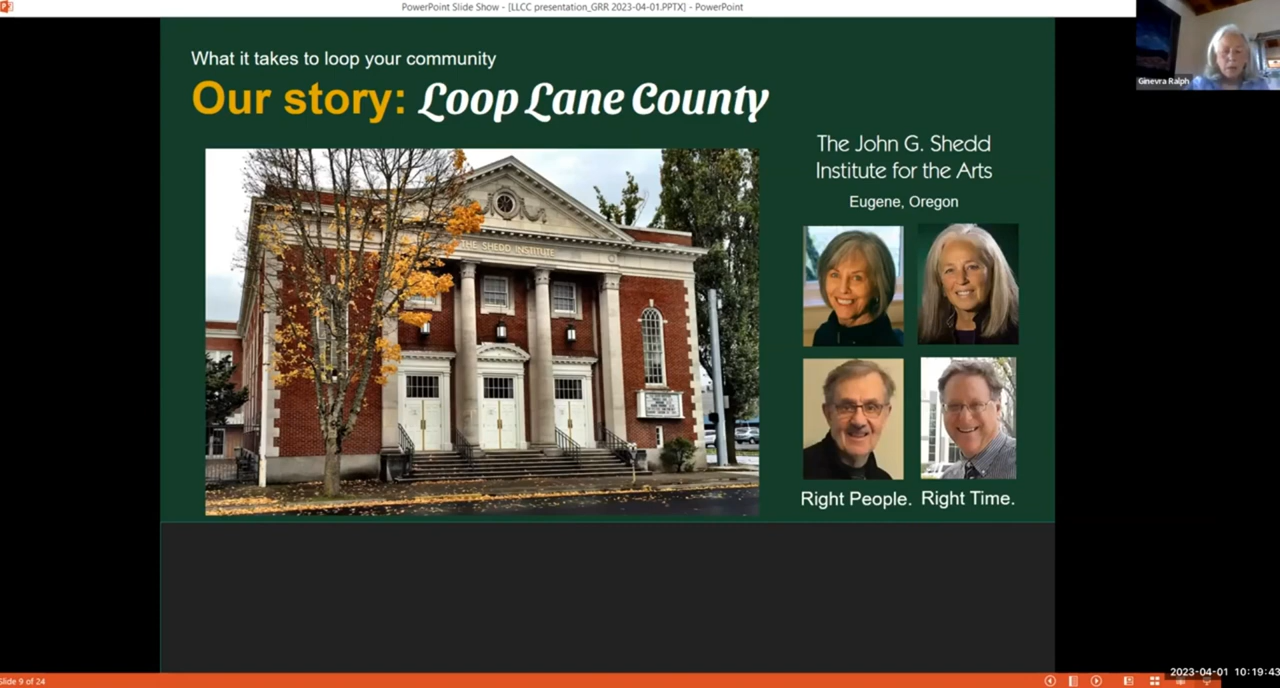 PowerPoint Slide Show - [LLCC presentation_GRR 2023-04-01.PPTX] - PowerPoint
Ginevra Ralph
What it takes to loop your community
Our story: Loop Lane County
The John G. Shedd
Institute for the Arts
Eugene, Oregon
THE SHEDD INSTITUTE
Right People. Right Time.
Slide 9 of 24
2023-04-01 10:19:43